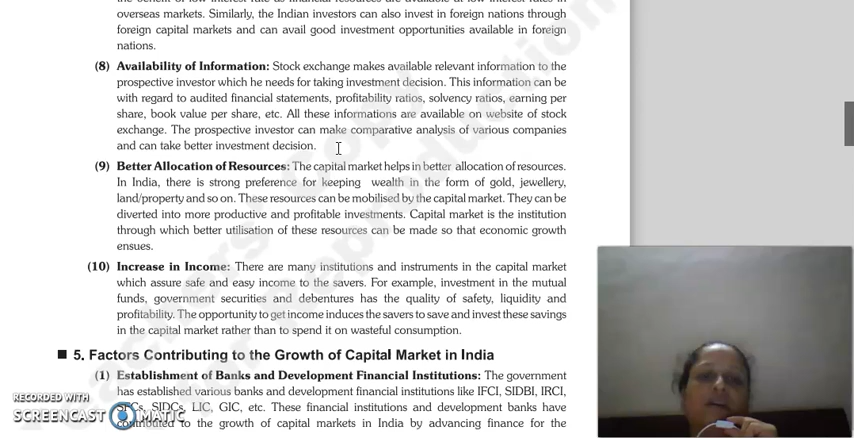 the benefit of low interest rate as financial resources are available at low interest rates in
overseas markets. Similarly, the Indian investors can also invest in foreign nations through
foreign capital markets and can avail good investment opportunities available in foreign
nations.
(8) Availability of Information: Stock exchange makes available relevant information to the
prospective investor which he needs for taking investment decision. This information can be
with regard to audited financial statements, profitability ratios, solvency ratios, earning per
share, book value per share, etc. All these informations are available on website of stock
exchange. The prospective investor can make comparative analysis of various companies
and can take better investment decision.
(9) Better Allocation of Resources: The capital market helps in better allocation of resources.
In India, there is strong preference for keeping wealth in the form of gold, jewellery,
land/property and so on. These resources can be mobilised by the capital market. They can be
diverted into more productive and profitable investments. Capital market is the institution
through which better utilisation of these resources can be made so that economic growth
ensues.
(10) Increase in Income: There are many institutions and instruments in the capital market
which assure safe and easy income to the savers. For example, investment in the mutual
funds, government securities and debentures has the quality of safety, liquidity and
profitability. The opportunity to get income induces the savers to save and invest these savings
in the capital market rather than to spend it on wasteful consumption.
5. Factors Contributing to the Growth of Capital Market in India
(1) Establishment of Banks and Development Financial Institutions: The government
has established various banks and development financial institutions like IFCI, SIDBI, IRCI,
SFCs, SIDCs, LIC, GIC, etc. These financial institutions and development banks have
contributed to the growth of capital markets in India by advancing finance for the
RECORDED WITH
SCREENCAST MATIC